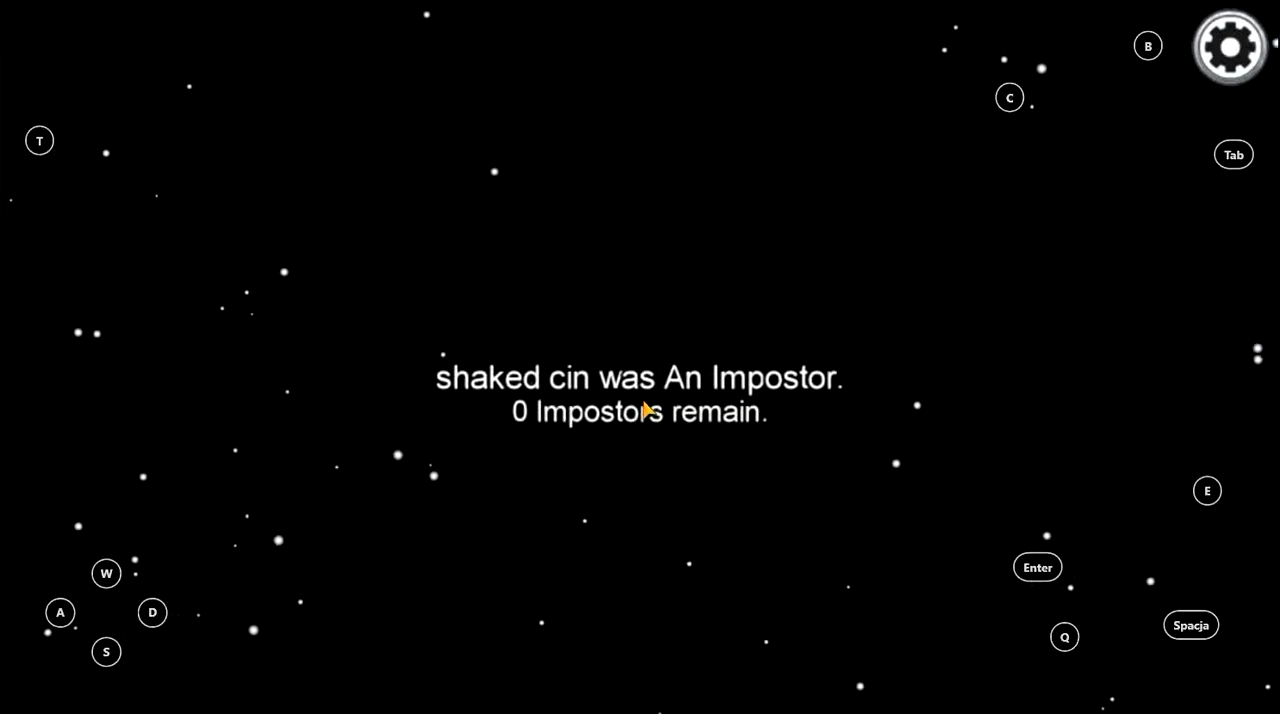 B
C
T
Tab
shaked cin was An Impostor.
0 Impostors remain.
E
W
Enter
A
D
Spacja
Q
S